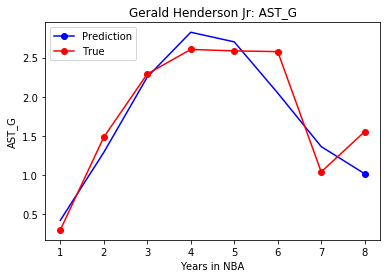 Gerald Henderson Jr: AST_G
Prediction
True
2.5
2.0
1.5
1.0
0.5
AST_G
1 2 3 4 5 6 7 8
Years in NBA